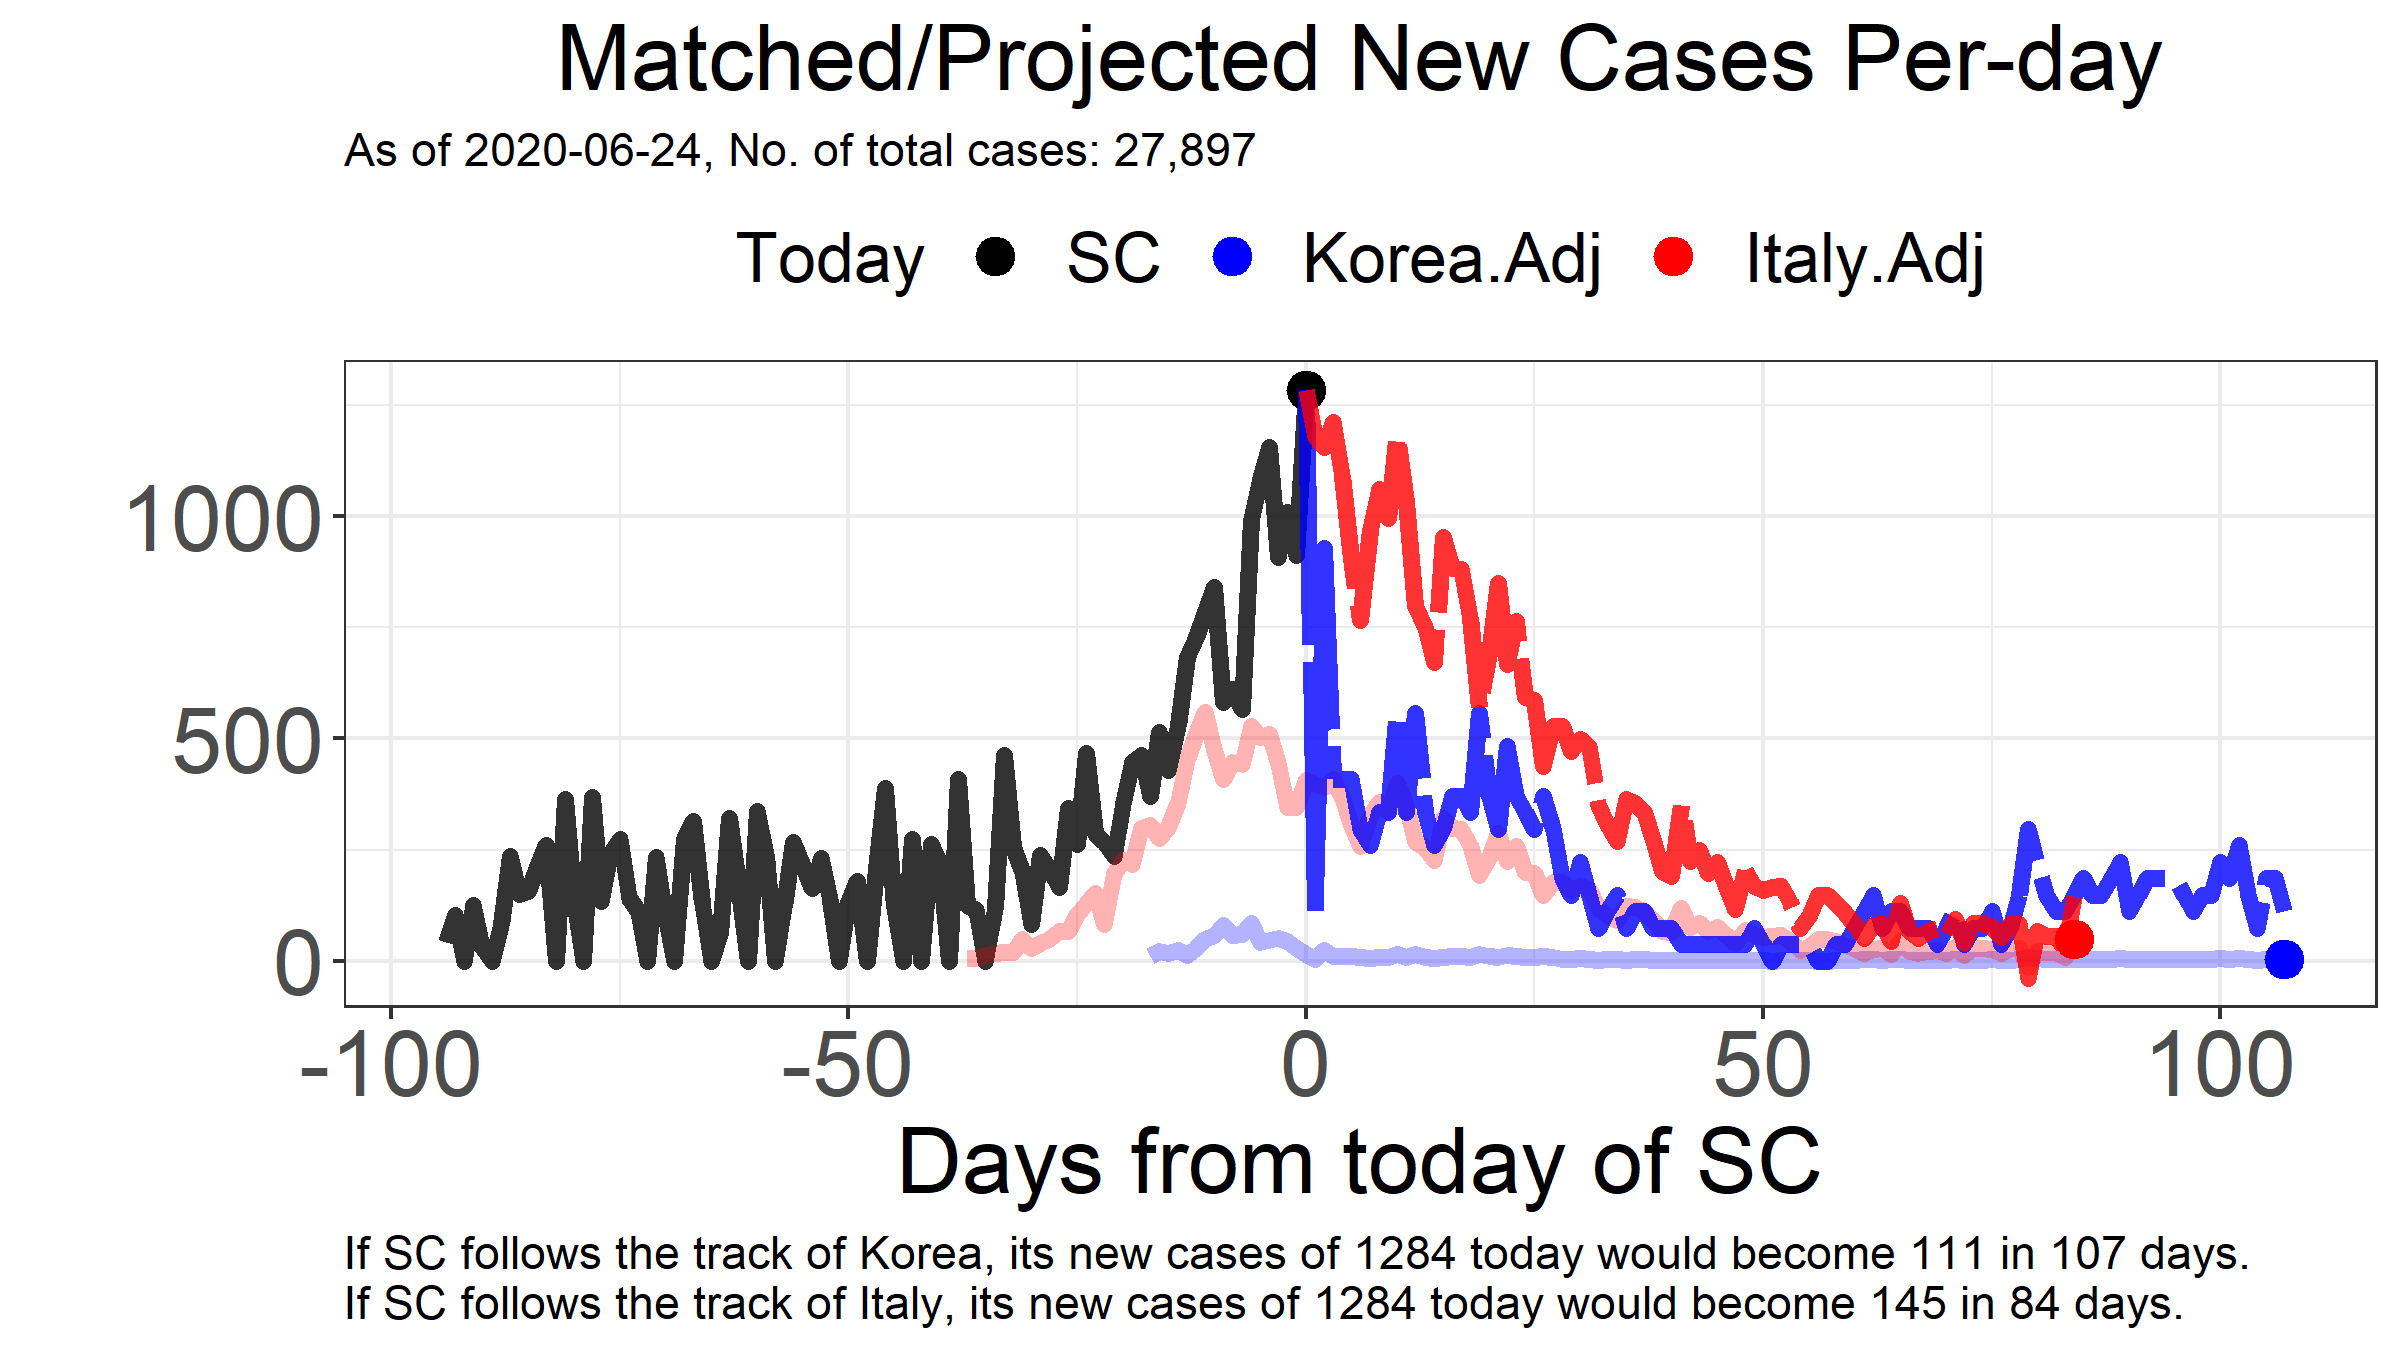 Matched/Projected New Cases Per-day
As of 2020-06-24, No. of total cases: 27,897
Today SC Korea.Adj Italy.Adj
1000
500
0
-100 -50 0 50 100
Days from today of SC
If SC follows the track of Korea, its new cases of 1284 today would become 111 in 107 days.
If SC follows the track of Italy, its new cases of 1284 today would become 145 in 84 days.